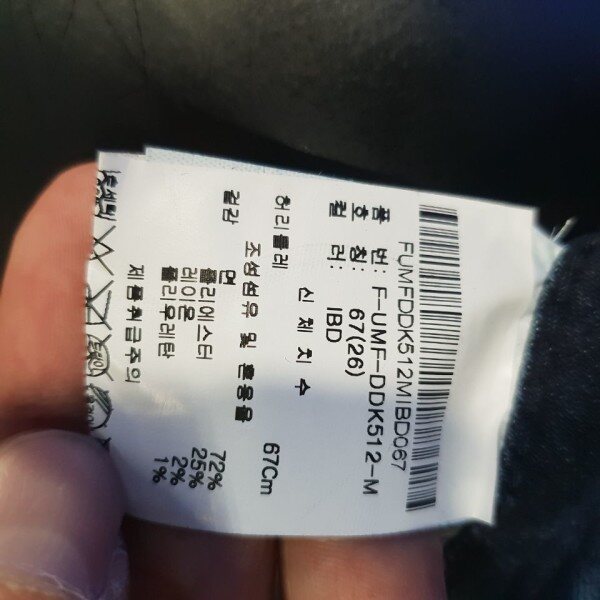 FUMFDDK512MIBD067
품 번: F-UMF-DDK512-M
호 칭: 67(26)
컬 러: IBD
신 체 치 수
허리둘레 67Cm
조성섬유 및 혼용율
겉감
면 72%
폴리에스터 25%
레이온 2%
폴리우레탄 1%
제품취급주의